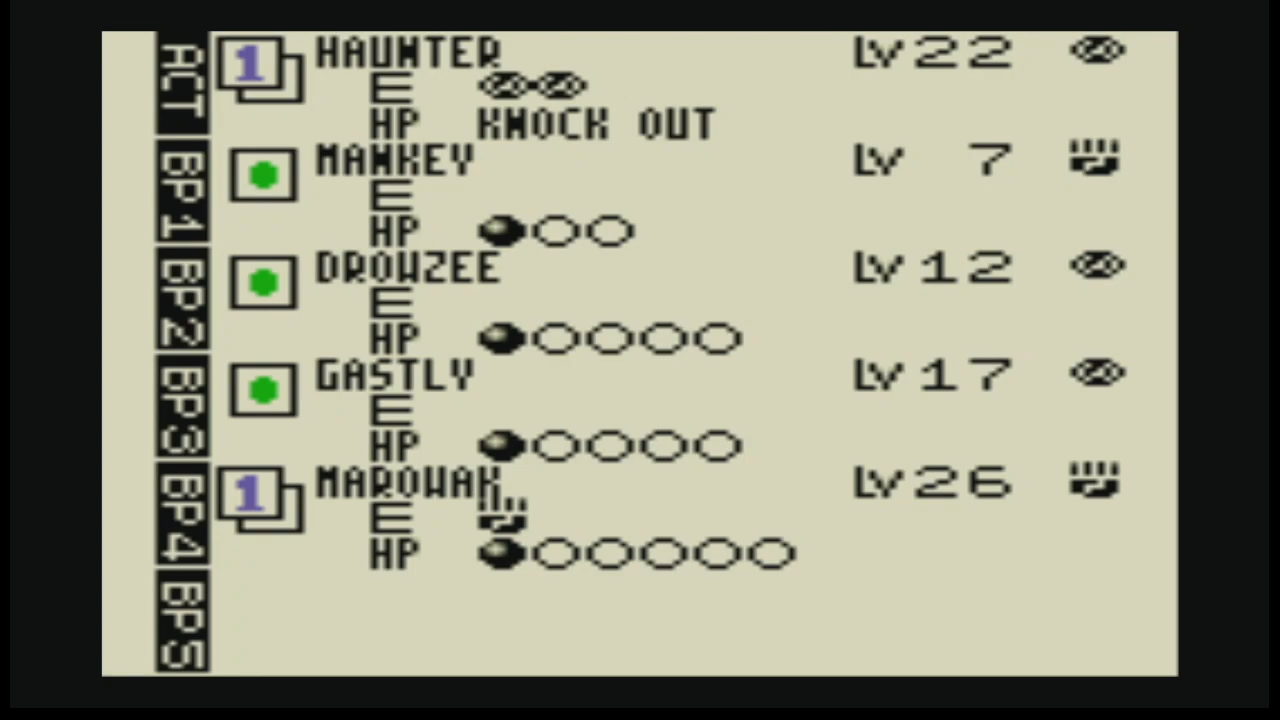 ACT 1 HAUNTER Lv22
E
HP KNOCK OUT
BP1 MANKEY Lv 7
E
HP
BP2 DROWZEE Lv12
E
HP
BP3 GASTLY Lv17
E
HP
BP4 1 MAROWAK Lv26
E
HP
BP5